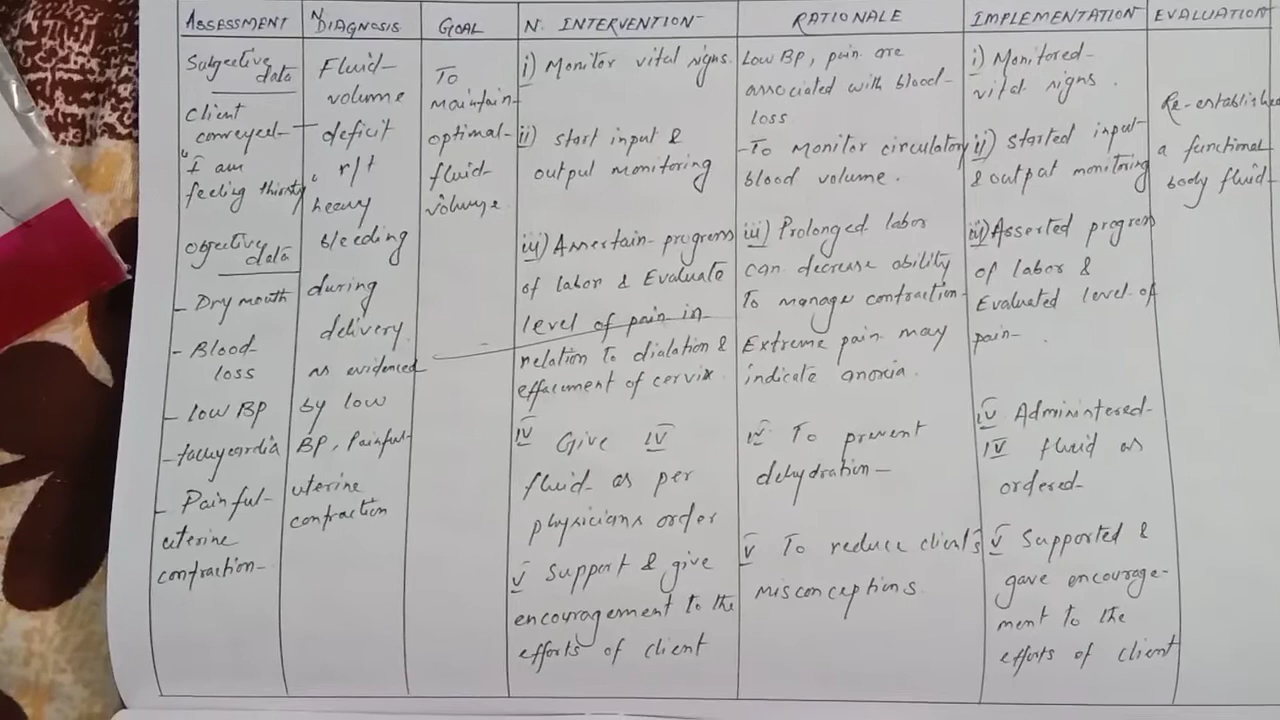 ASSESSMENT
Subjective
data
Client
conveyed-
"I am
feeling thirsty"
Objective
data
- Dry mouth
- Blood-
loss
- low BP
- tachycardia
- Painful-
uterine
contraction-
N. DIAGNOSIS
Fluid-
volume
deficit
r/t
heavy
bleeding
during
delivery
as evidenced
by low
BP, Painful-
uterine
contraction
GOAL
To
maintain-
optimal-
fluid-
volume.
N. INTERVENTION
i) Monitor vital signs.
ii) start input &
output monitoring
iii) Assertain- progress
of labor & Evaluate
level of pain in-
relation To dialation &
effacument of cervix.
IV Give IV
fluid- as per
physicians order
V Support & give
encouragement to the
efforts of client
RATIONALE
Low BP, pain are
associated with blood-
loss
-To Monitor circulatory
blood volume.
iii) Prolonged labor
can decrease ability
To manage contraction-
Extreme pain may
indicate anoxia.
IV To prevent
dehydration-
V To reduce client's
misconceptions.
IMPLEMENTATION
i) Monitored-
vital signs.
ii) Started input-
& output monitoring
iii) Asserted progress
of labor &
Evaluated level of
pain-
IV Administered-
IV fluid as
ordered-
V Supported &
gave encourage-
ment to the
efforts of client
EVALUATION
Re-established
a functional-
body fluid-